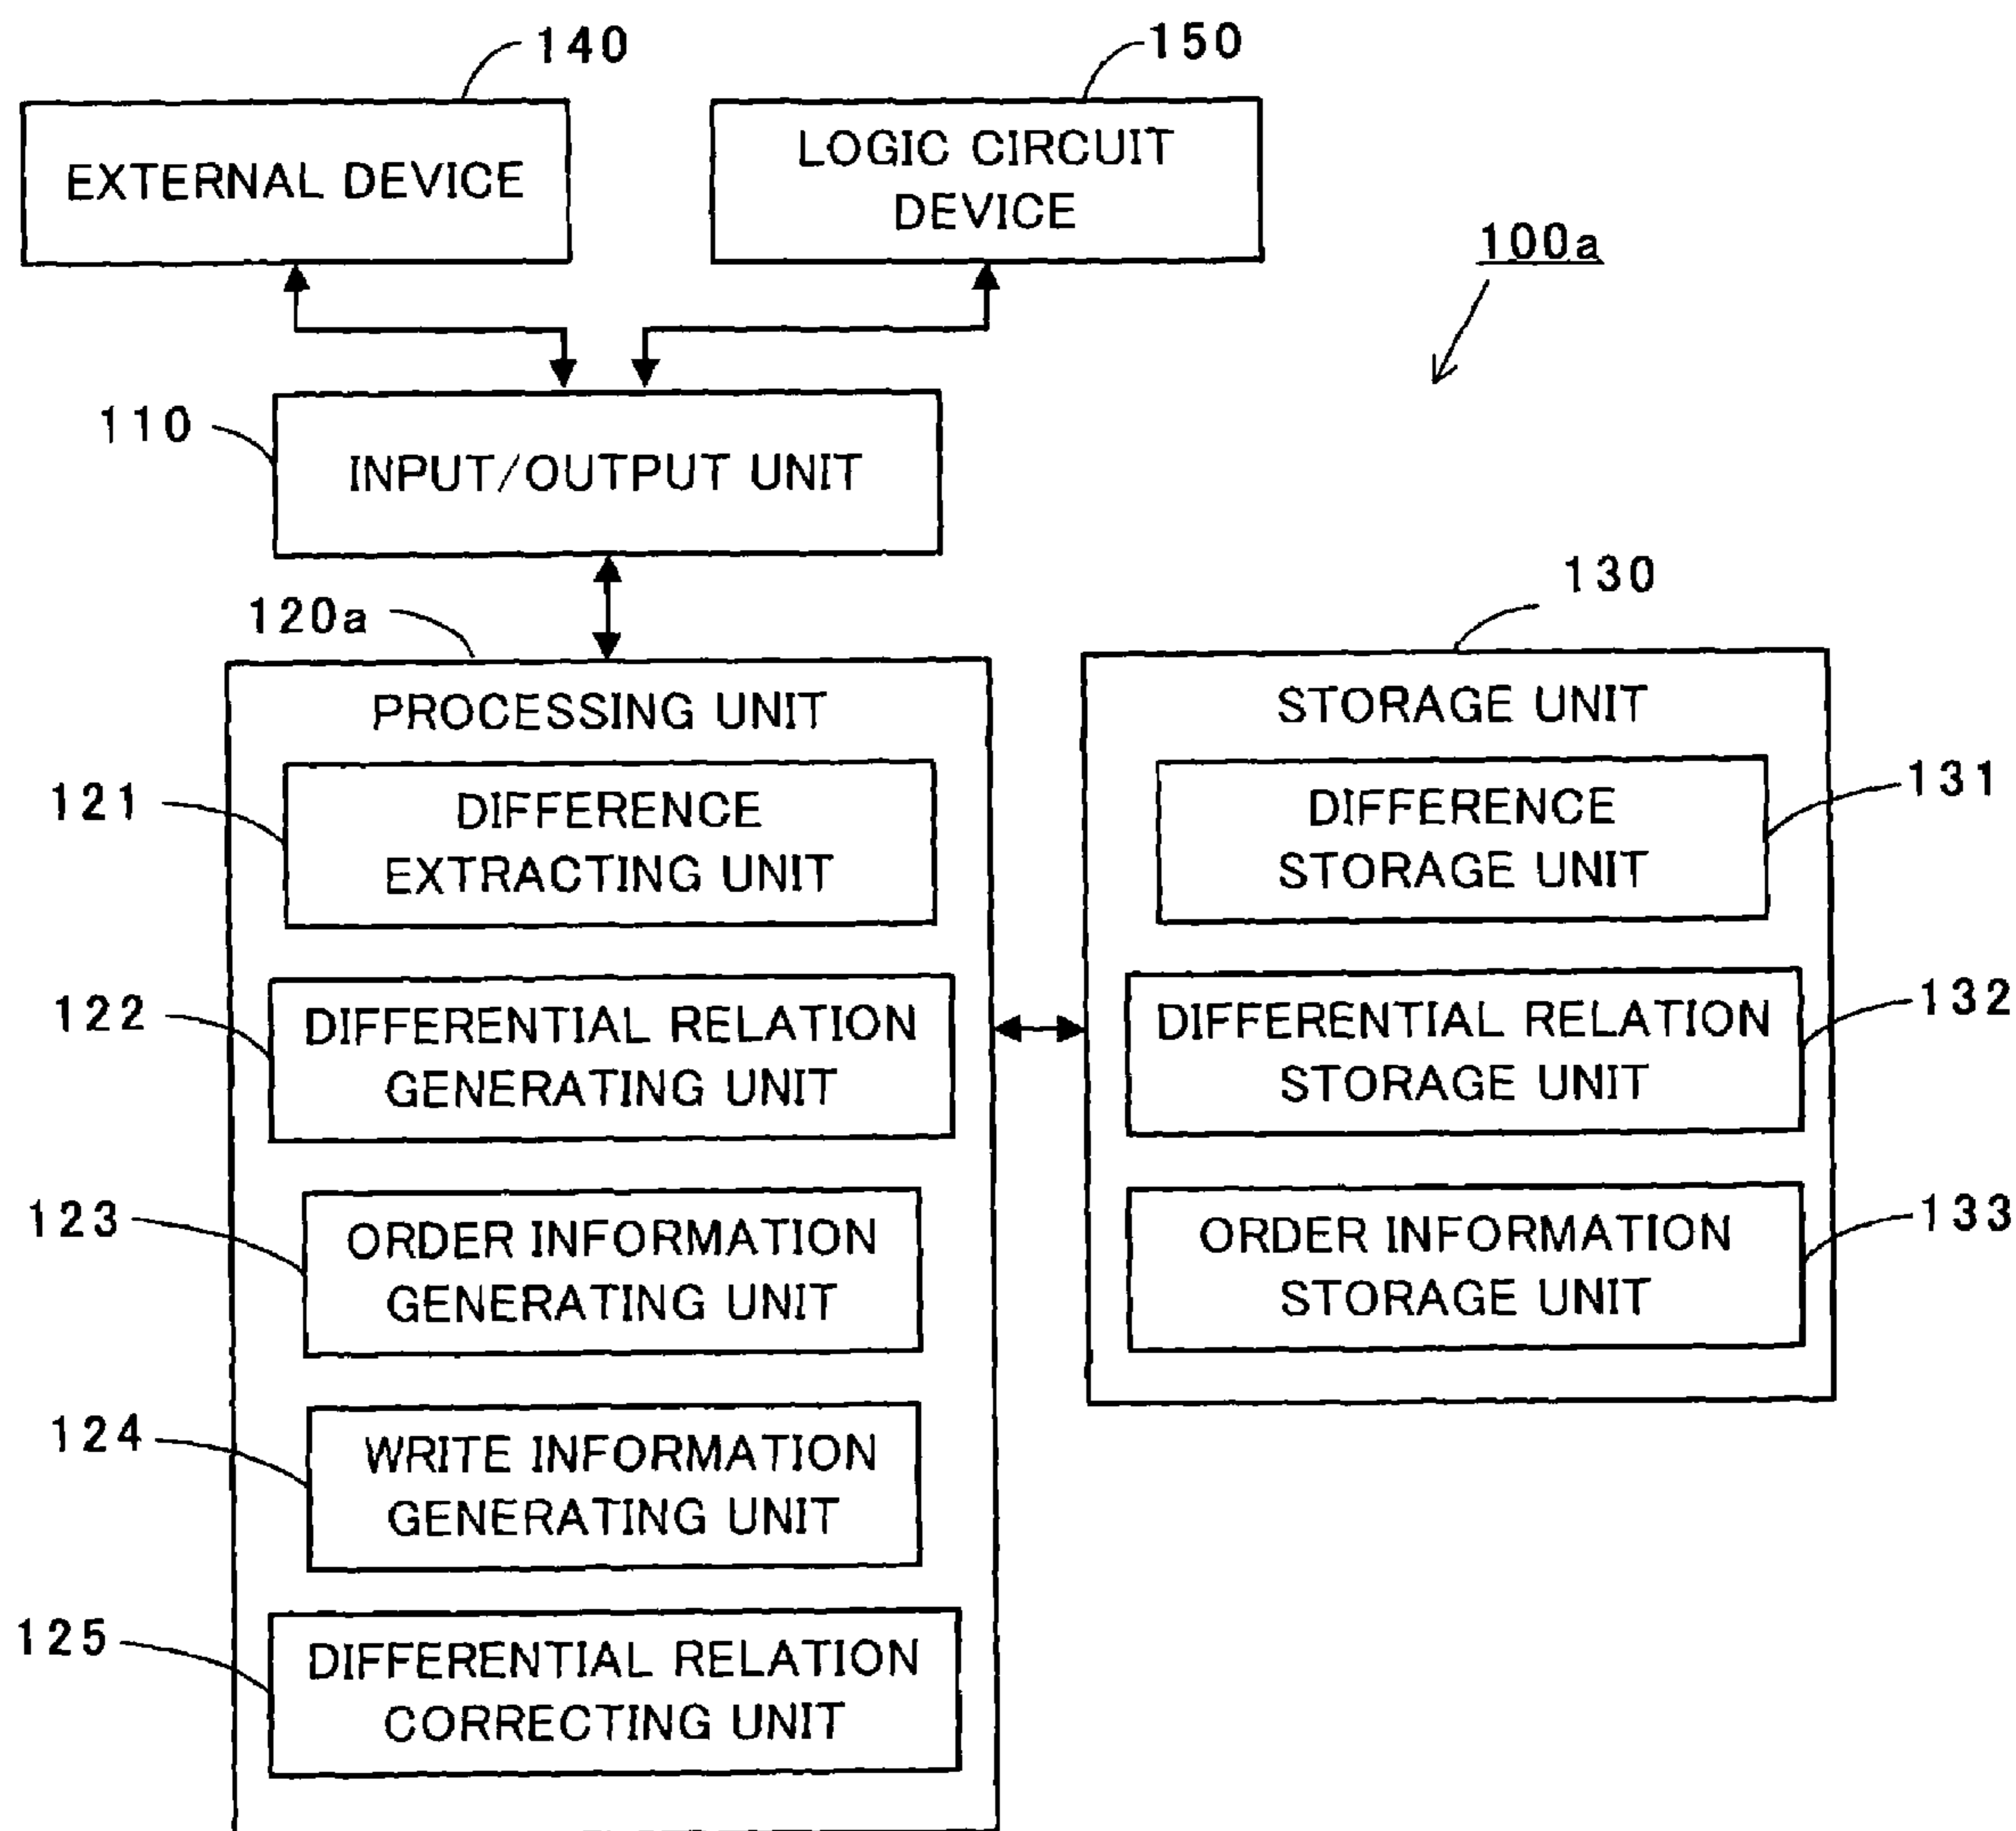 140
150
EXTERNAL DEVICE
LOGIC CIRCUIT
DEVICE
100a
110
INPUT/OUTPUT UNIT
120a
130
PROCESSING UNIT
121
DIFFERENCE
EXTRACTING UNIT
122
DIFFERENTIAL RELATION
GENERATING UNIT
123
ORDER INFORMATION
GENERATING UNIT
124
WRITE INFORMATION
GENERATING UNIT
125
DIFFERENTIAL RELATION
CORRECTING UNIT
STORAGE UNIT
DIFFERENCE
STORAGE UNIT
131
DIFFERENTIAL RELATION
STORAGE UNIT
132
ORDER INFORMATION
STORAGE UNIT
133